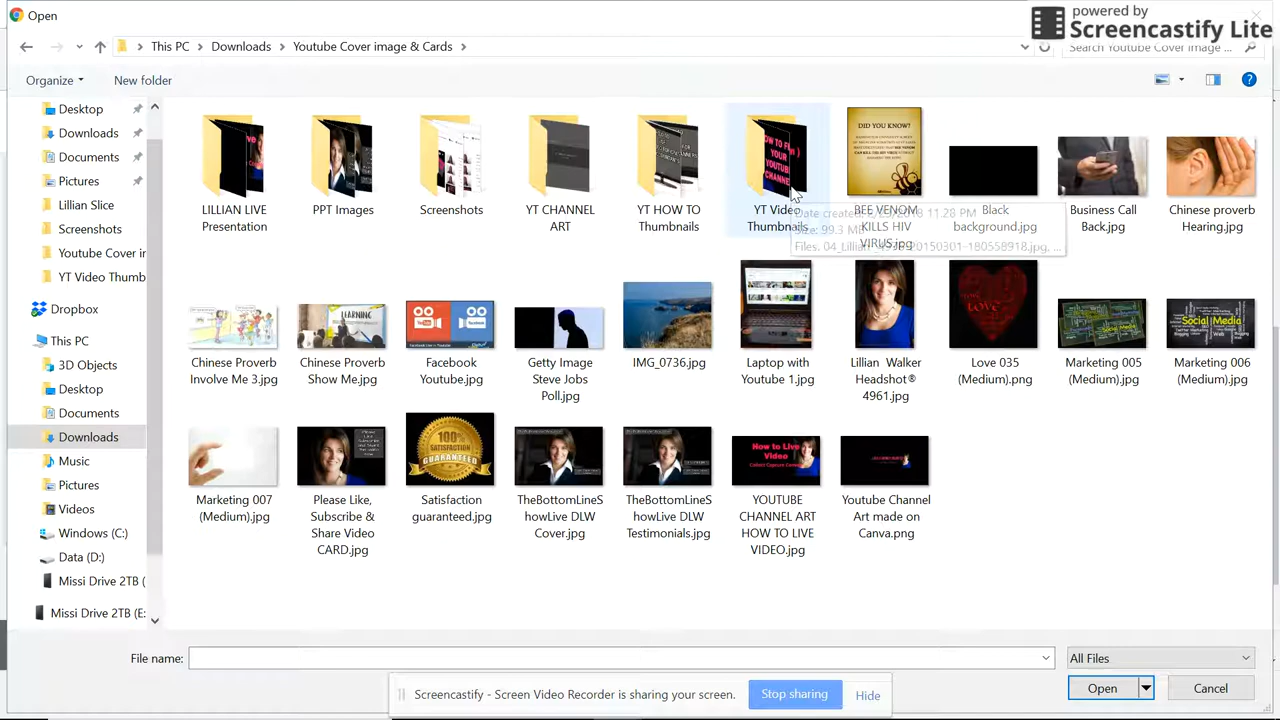 Open
powered by
Screencastify Lite
This PC
Downloads
Youtube Cover image & Cards
Search Youtube Cover image ...
Organize
New folder
Desktop
Downloads
Documents
Pictures
Lillian Slice
Screenshots
Youtube Cover i
YT Video Thumb
Dropbox
This PC
3D Objects
Desktop
Documents
Downloads
Music
Pictures
Videos
Windows (C:)
Data (D:)
Missi Drive 2TB (
Missi Drive 2TB (E:
LILLIAN LIVE
Presentation
PPT Images
Screenshots
YT CHANNEL
ART
YT HOW TO
Thumbnails
YT Video
Thumbnails
DID YOU KNOW?
BEE VENOM
KILLS HIV
VIRUS.jpg
Black
background.jpg
Business Call
Back.jpg
Chinese proverb
Hearing.jpg
Size: 99.3 MB
Chinese Proverb
Involve Me 3.jpg
Chinese Proverb
Show Me.jpg
Facebook
Youtube.jpg
Getty Image
Steve Jobs
Poll.jpg
IMG_0736.jpg
Laptop with
Youtube 1.jpg
Lillian Walker
Headshot®
4961.jpg
Love 035
(Medium).png
Marketing 005
(Medium).jpg
Marketing 006
(Medium).jpg
Marketing 007
(Medium).jpg
Please Like,
Subscribe &
Share Video
CARD.jpg
Satisfaction
guaranteed.jpg
TheBottomLineS
howLive DLW
Cover.jpg
TheBottomLineS
howLive DLW
Testimonials.jpg
YOUTUBE
CHANNEL ART
HOW TO LIVE
VIDEO.jpg
Youtube Channel
Art made on
Canva.png
File name:
All Files
Open
Cancel
Screencastify - Screen Video Recorder is sharing your screen.
Stop sharing
Hide